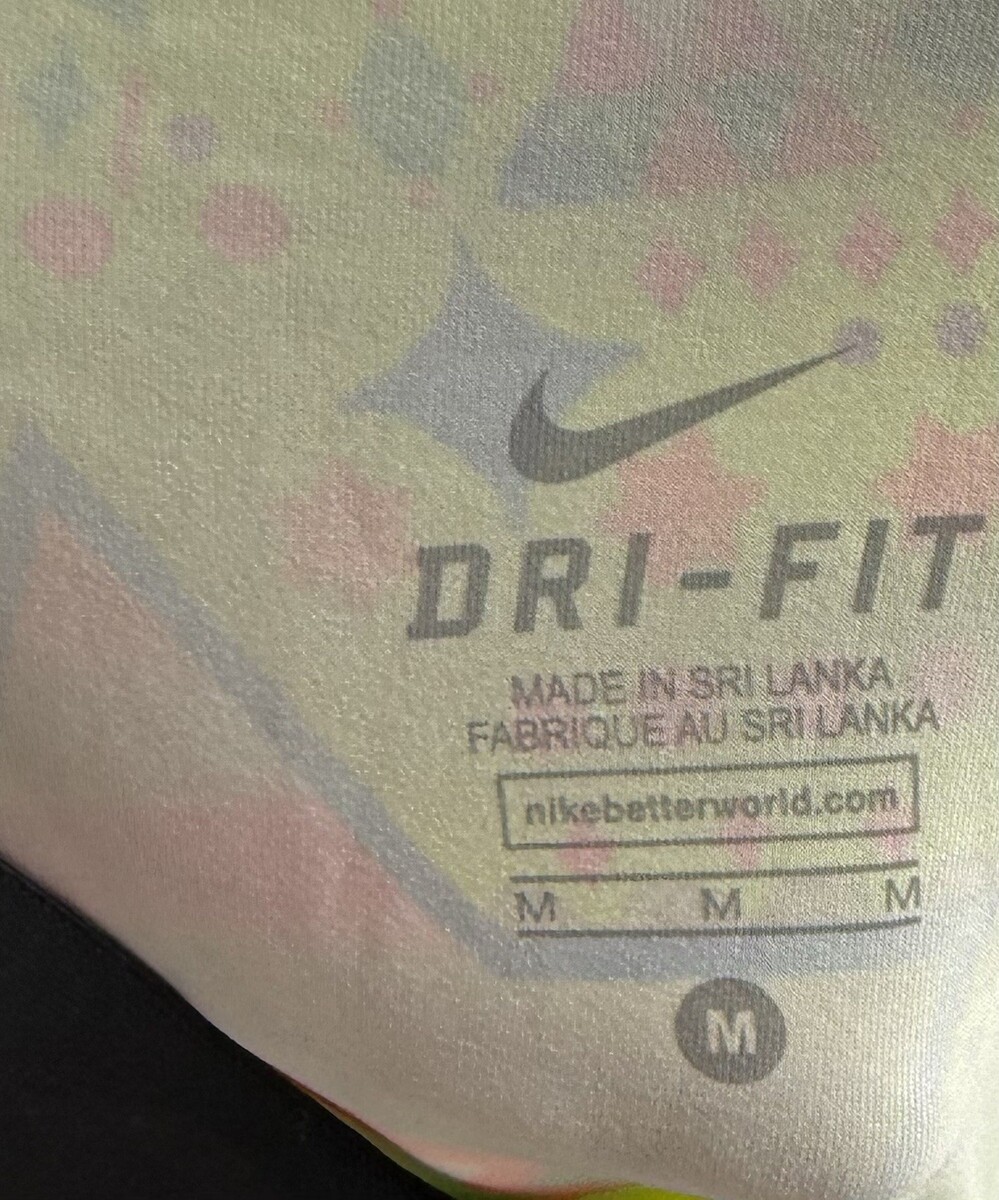 DRI-FIT
MADE IN SRI LANKA
FABRIQUE AU SRI LANKA
nikebetterworld.com
M M M
M